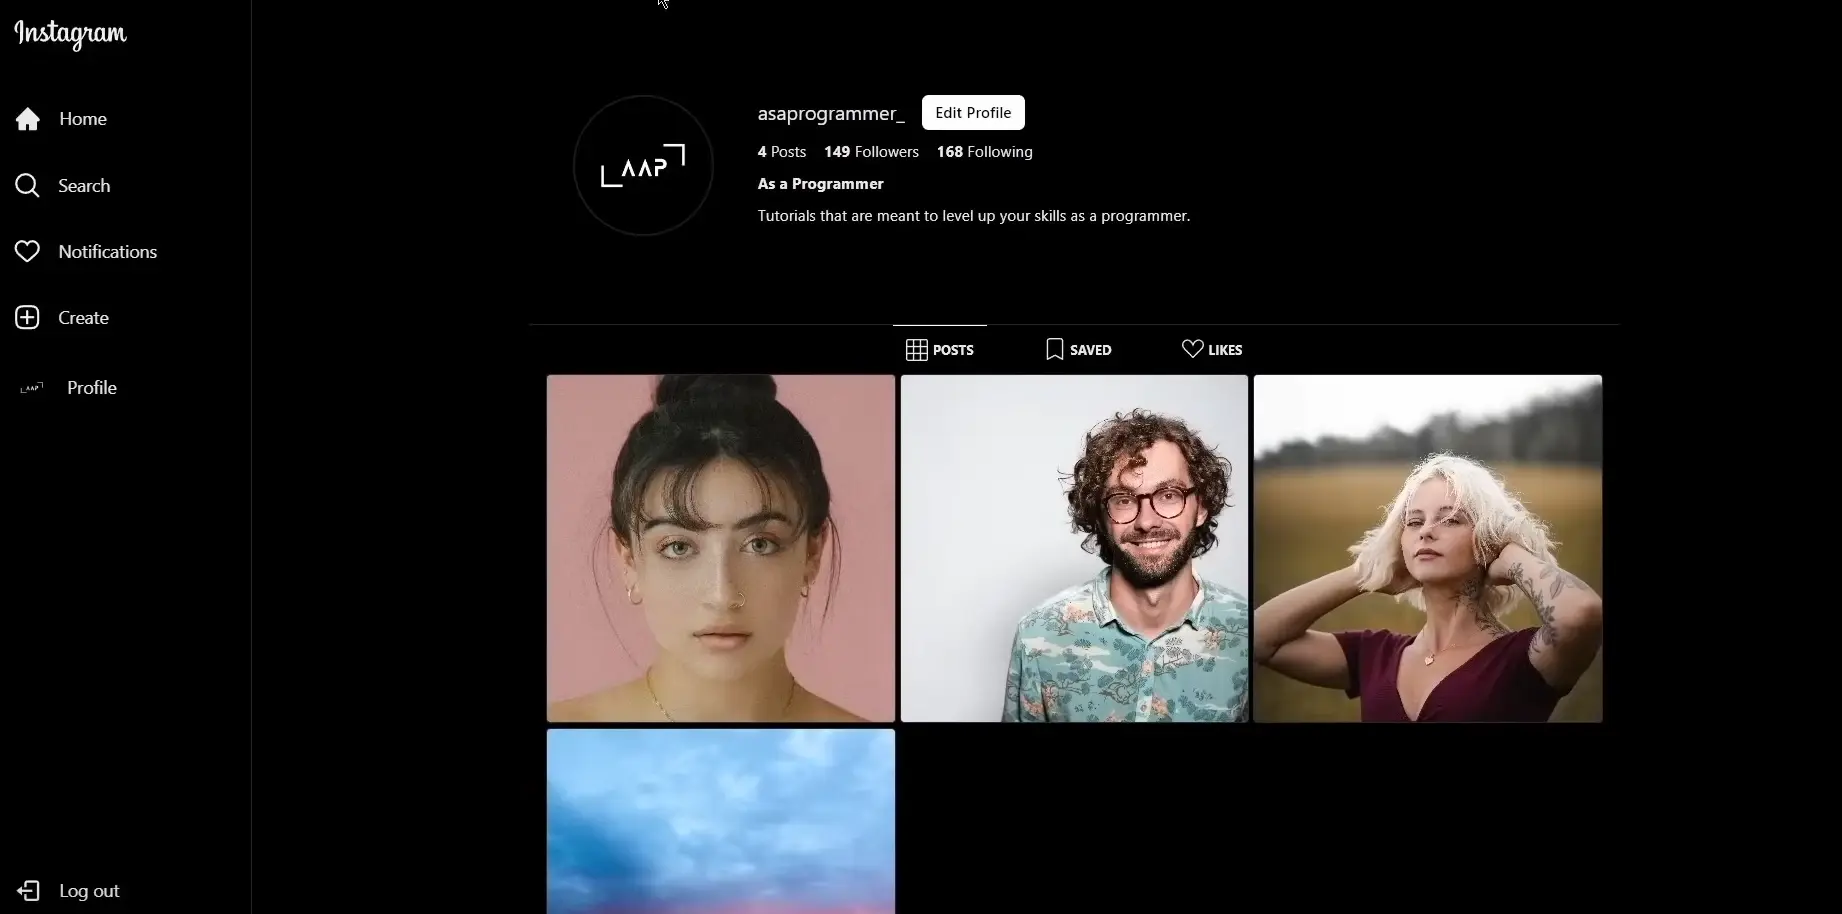 Instagram
Home
Search
Notifications
Create
AAP Profile
Log out
AAP
asaprogrammer_ Edit Profile
4 Posts 149 Followers 168 Following
As a Programmer
Tutorials that are meant to level up your skills as a programmer.
POSTS SAVED LIKES